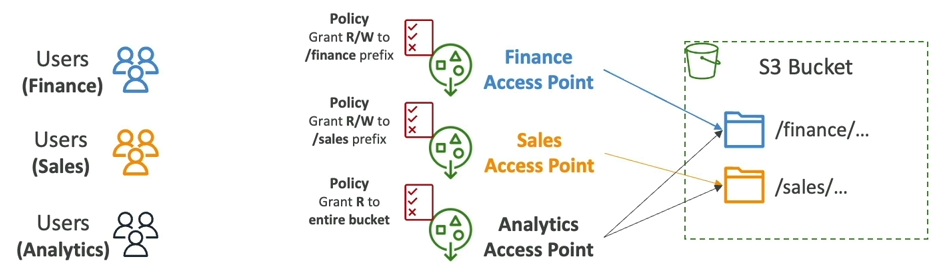 Users
(Finance)
Policy
Grant R/W to
/finance prefix
Finance
Access Point
Users
(Sales)
Policy
Grant R/W to
/sales prefix
Sales
Access Point
Users
(Analytics)
Policy
Grant R to
entire bucket
Analytics
Access Point
S3 Bucket
/finance/...
/sales/...